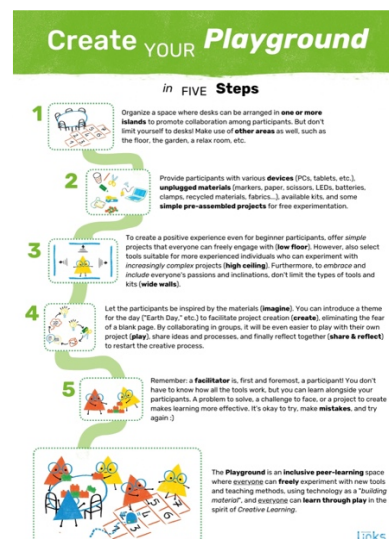 Create YOUR Playground
in FIVE Steps
1
Organize a space where desks can be arranged in one or more
islands to promote collaboration among participants. But don't
limit yourself to desks! Make use of other areas as well, such as
the floor, the garden, a relax room, etc.
2
Provide participants with various devices (PCs, tablets, etc.),
unplugged materials (markers, paper, scissors, LEDs, batteries,
clamps, recycled materials, fabrics...), available kits, and some
simple pre-assembled projects for free experimentation.
3
To create a positive experience even for beginner participants, offer simple
projects that everyone can freely engage with (low floor). However, also select
tools suitable for more experienced individuals who can experiment with
increasingly complex projects (high ceiling). Furthermore, to embrace and
include everyone's passions and inclinations, don't limit the types of tools and
kits (wide walls).
4
Let the participants be inspired by the materials (imagine). You can introduce a theme
for the day ("Earth Day," etc.) to facilitate project creation (create), eliminating the fear
of a blank page. By collaborating in groups, it will be even easier to play with their own
project (play), share ideas and processes, and finally reflect together (share & reflect)
to restart the creative process.
5
Remember: a facilitator is, first and foremost, a participant! You don't
have to know how all the tools work, but you can learn alongside your
participants. A problem to solve, a challenge to face, or a project to create
makes learning more effective. It's okay to try, make mistakes, and try
again :)
The Playground is an inclusive peer-learning space
where everyone can freely experiment with new tools
and teaching methods, using technology as a "building
material", and everyone can learn through play in the
spirit of Creative Learning.